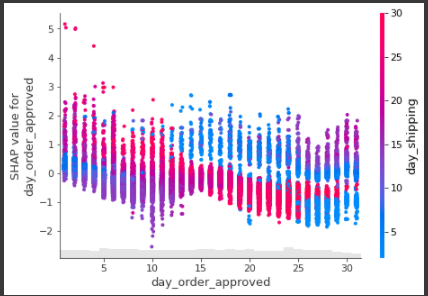 5
4
3
2
1
0
−1
−2
SHAP value for
day_order_approved
5 10 15 20 25 30
day_order_approved
30
25
20
15
10
5
day_shipping